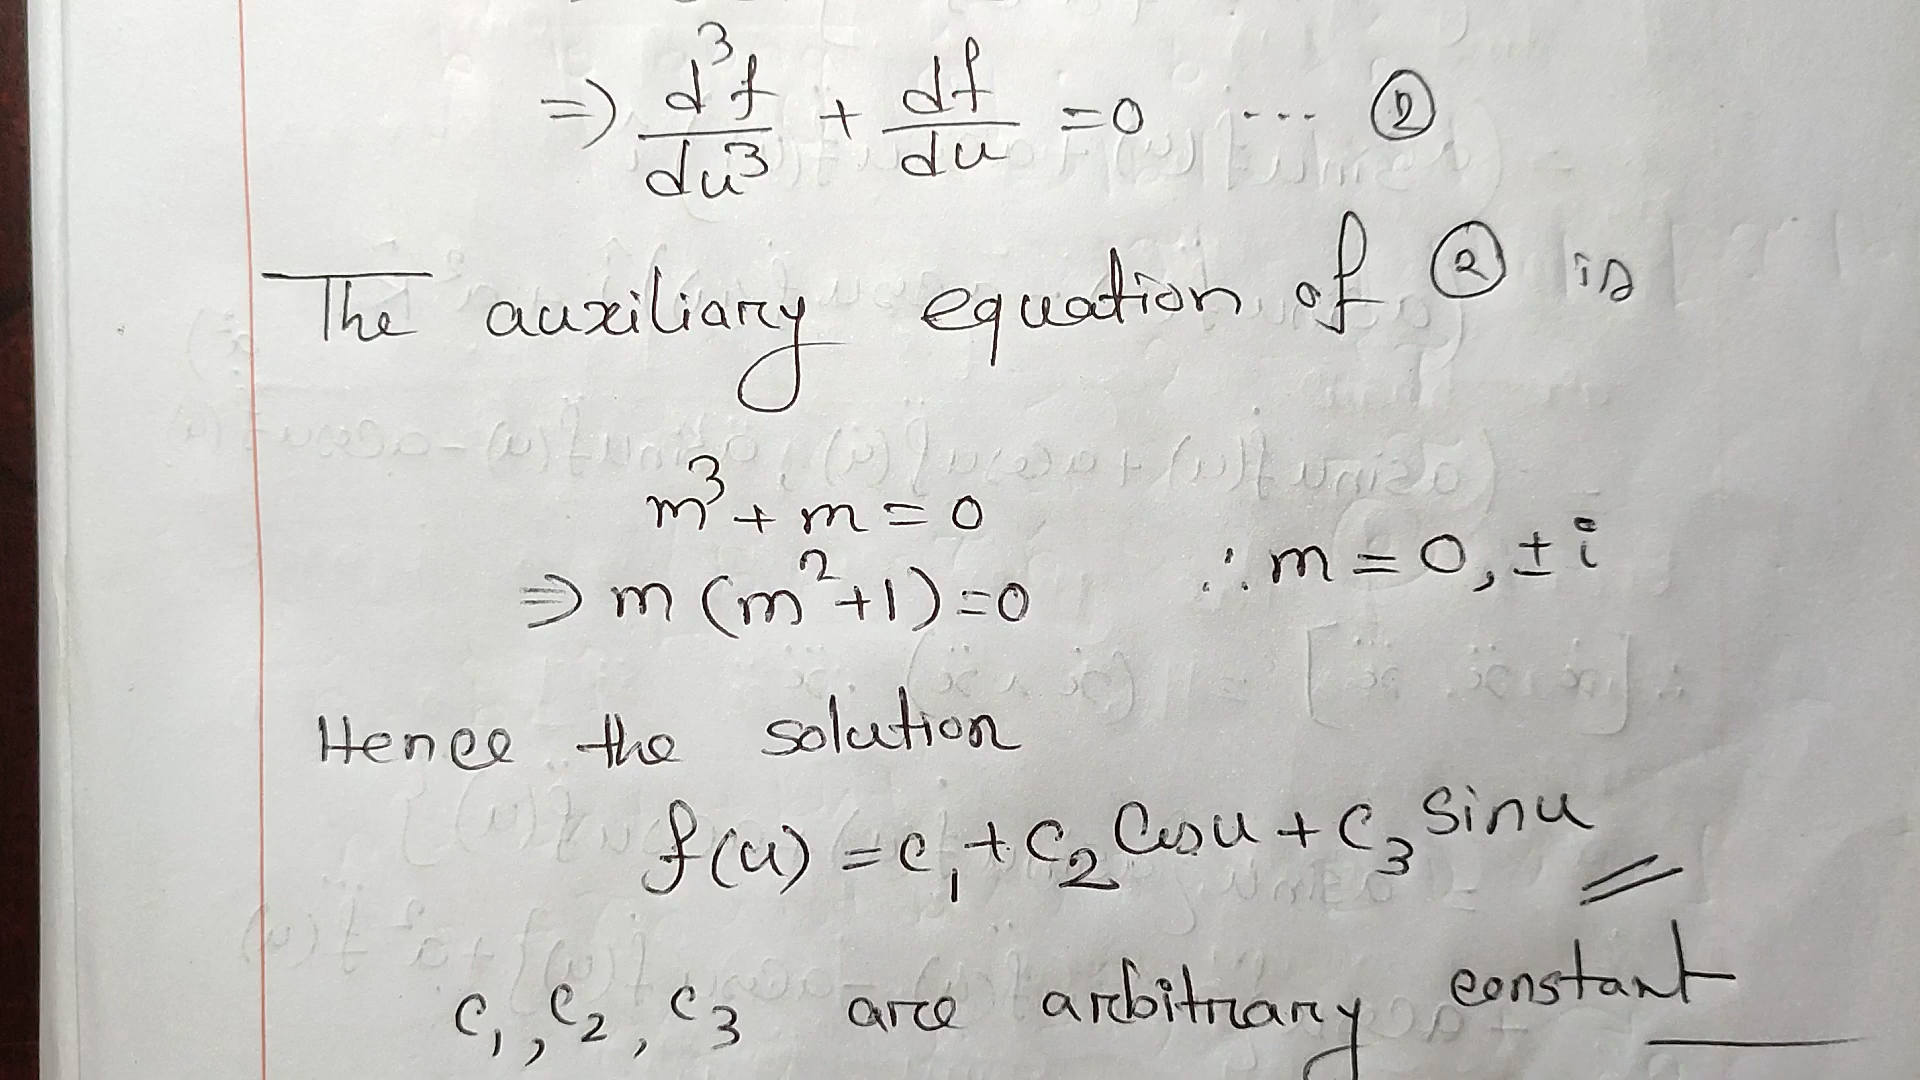 ⇒ d³f/du³ + df/du = 0 ... ②
The auxiliary equation of ② is
m³ + m = 0
⇒ m (m²+1) = 0 ∴ m = 0, ± i
Hence the solution
f(u) = c₁ + c₂ Cos u + c₃ Sin u
c₁, c₂, c₃ are arbitrary constant